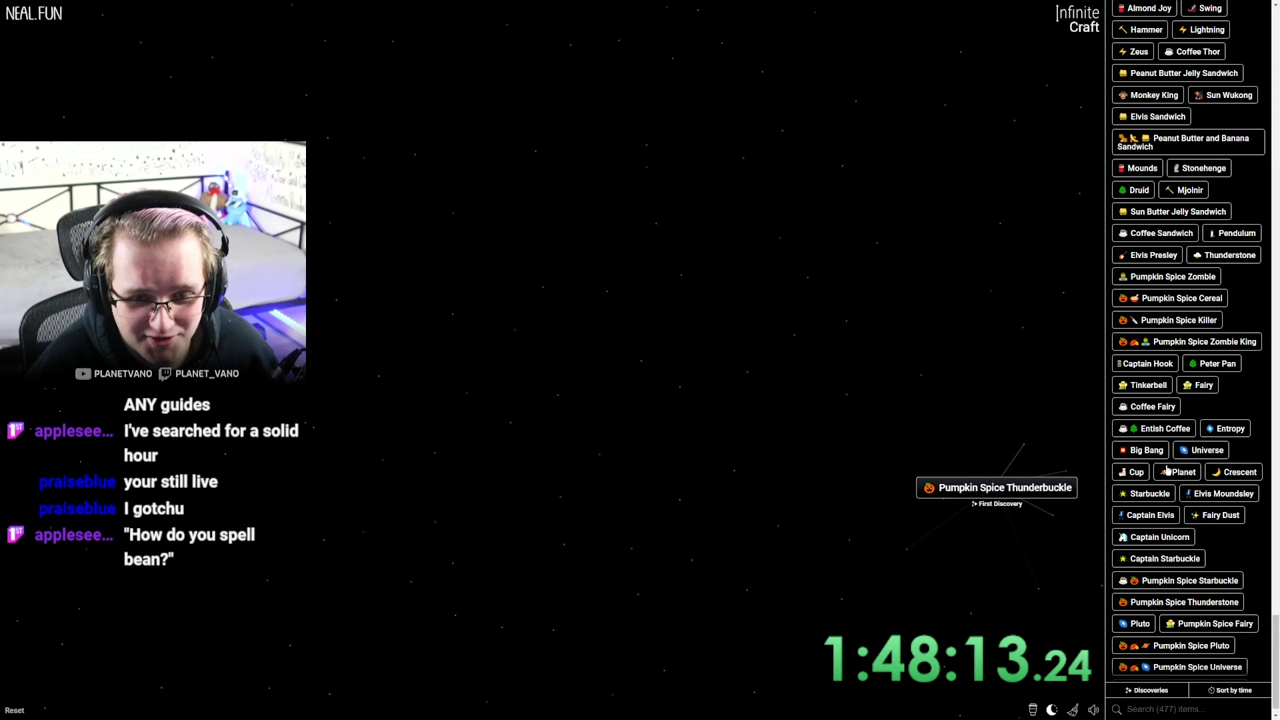 NEAL.FUN
Infinite
Craft
PLANETVANO PLANET_VANO
ANY guides
applesee... I've searched for a solid
hour
praiseblue your still live
praiseblue I gotchu
applesee... "How do you spell
bean?"
Pumpkin Spice Thunderbuckle
First Discovery
1:48:13.24
Reset
Almond Joy Swing
Hammer Lightning
Zeus Coffee Thor
Peanut Butter Jelly Sandwich
Monkey King Sun Wukong
Elvis Sandwich
Peanut Butter and Banana
Sandwich
Mounds Stonehenge
Druid Mjolnir
Sun Butter Jelly Sandwich
Coffee Sandwich Pendulum
Elvis Presley Thunderstone
Pumpkin Spice Zombie
Pumpkin Spice Cereal
Pumpkin Spice Killer
Pumpkin Spice Zombie King
Captain Hook Peter Pan
Tinkerbell Fairy
Coffee Fairy
Entish Coffee Entropy
Big Bang Universe
Cup Planet Crescent
Starbuckle Elvis Moundsley
Captain Elvis Fairy Dust
Captain Unicorn
Captain Starbuckle
Pumpkin Spice Starbuckle
Pumpkin Spice Thunderstone
Pluto Pumpkin Spice Fairy
Pumpkin Spice Pluto
Pumpkin Spice Universe
Discoveries Sort by time
Search (477) items...